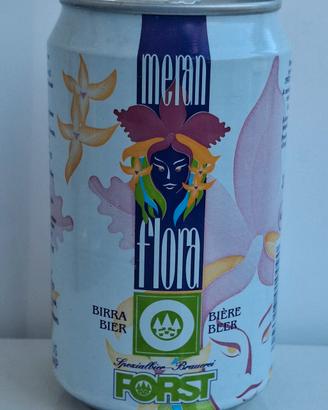 meran
flora
BIRRA BIÈRE
BIER BEER
Spezialbier-Brauerei
FORST